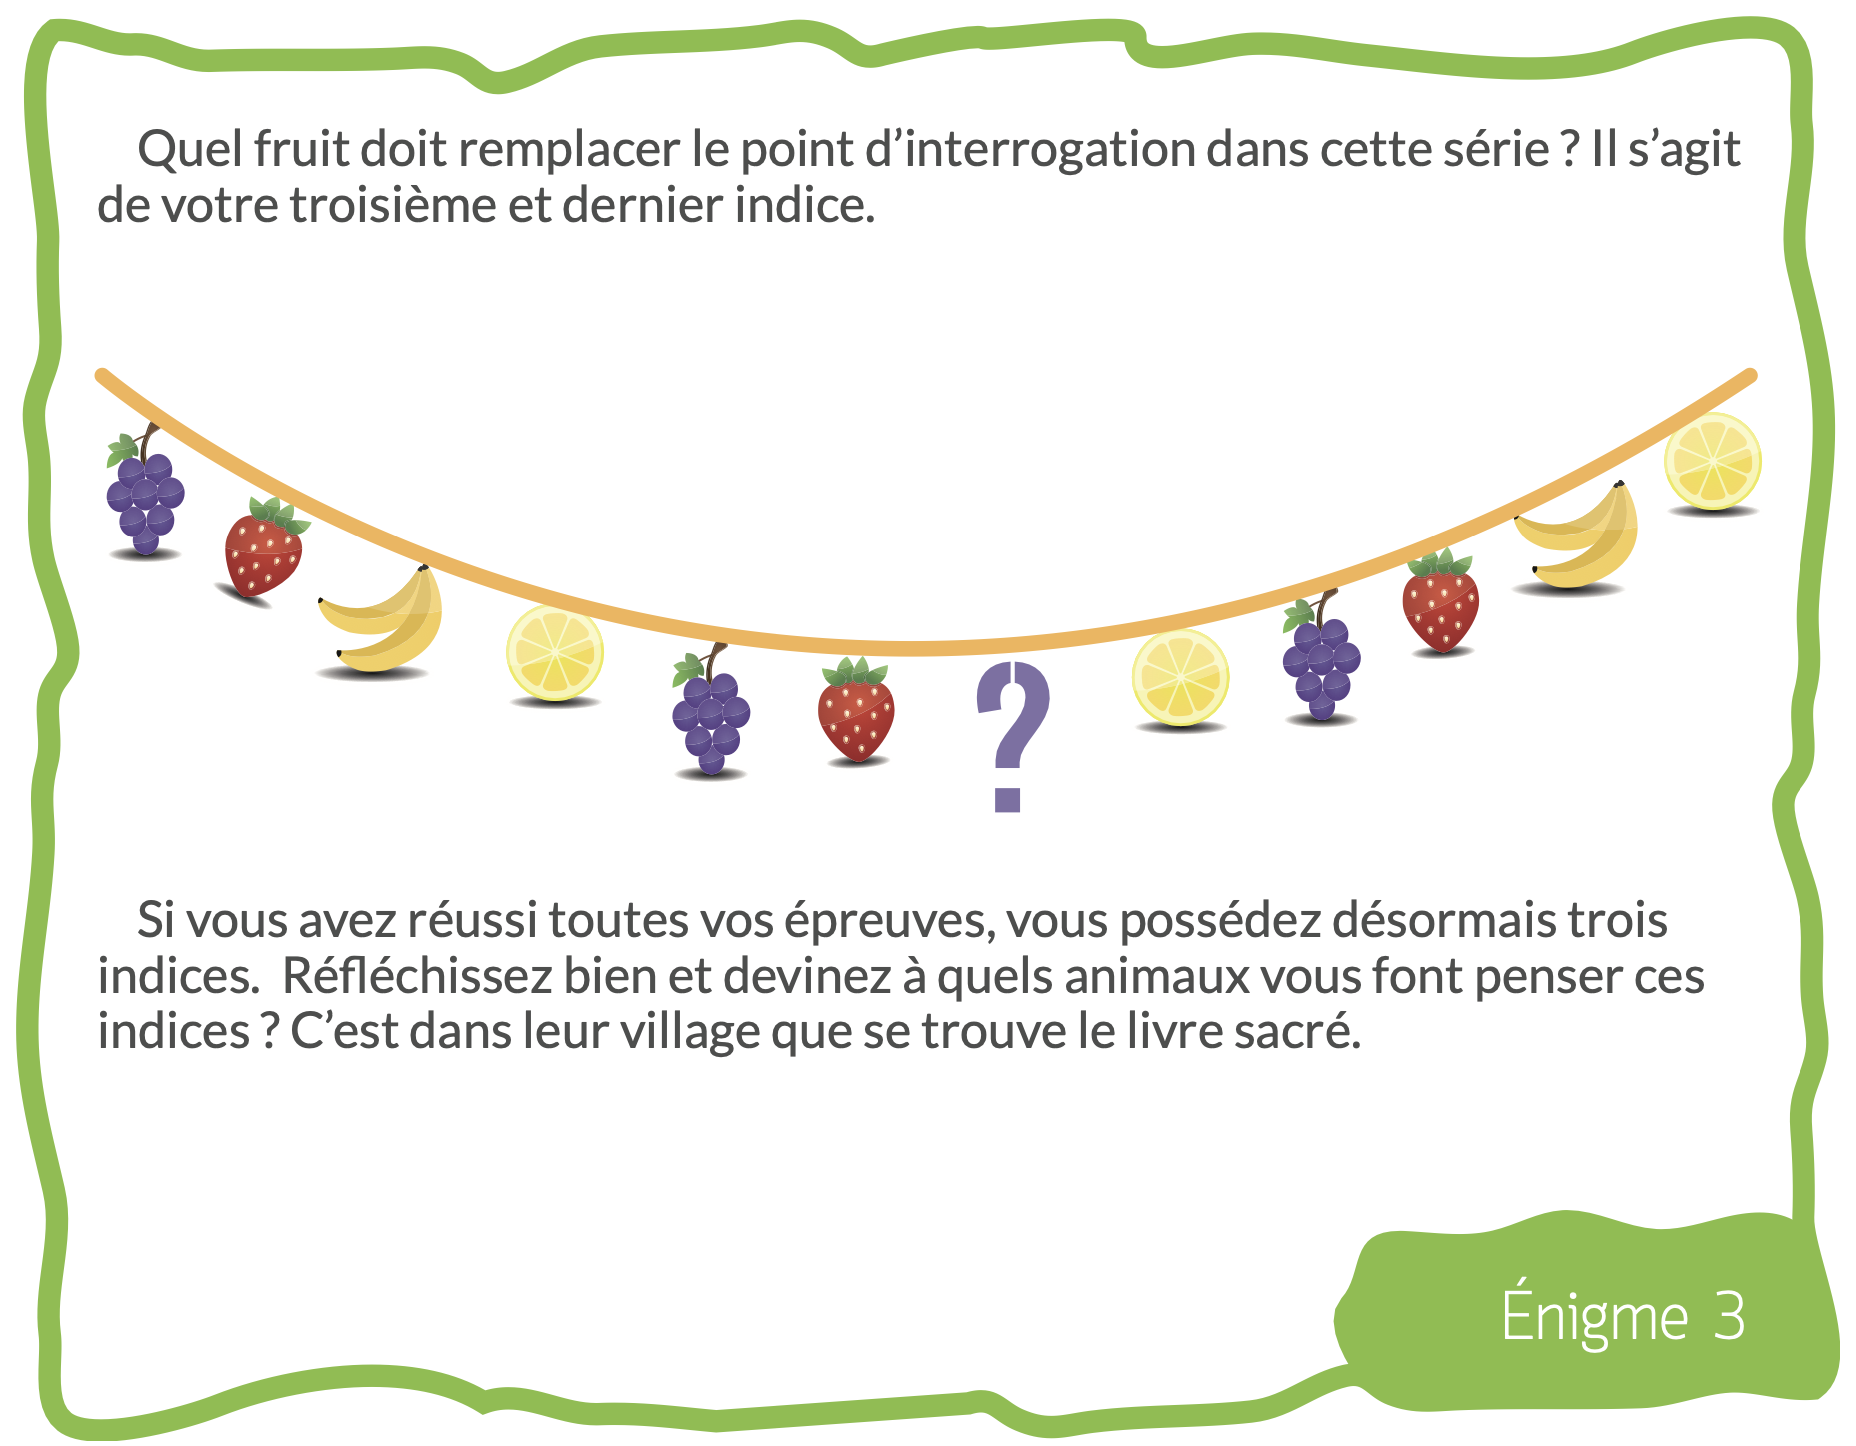 Quel fruit doit remplacer le point d’interrogation dans cette série ? Il s’agit
de votre troisième et dernier indice.
?
Si vous avez réussi toutes vos épreuves, vous possédez désormais trois
indices.  Réfléchissez bien et devinez à quels animaux vous font penser ces
indices ? C’est dans leur village que se trouve le livre sacré.
Énigme 3